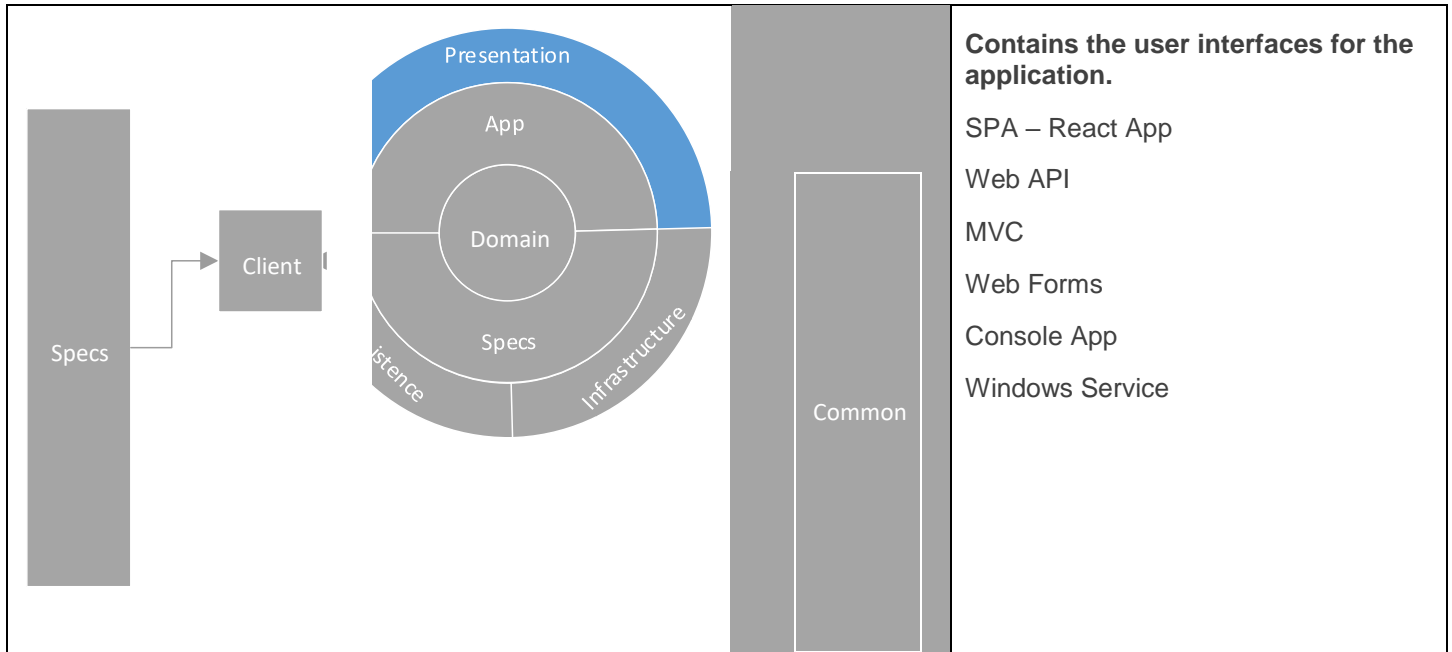 Specs
Client
Presentation
App
Domain
Specs
istence
Infrastructure
Common
Contains the user interfaces for the
application.
SPA – React App
Web API
MVC
Web Forms
Console App
Windows Service